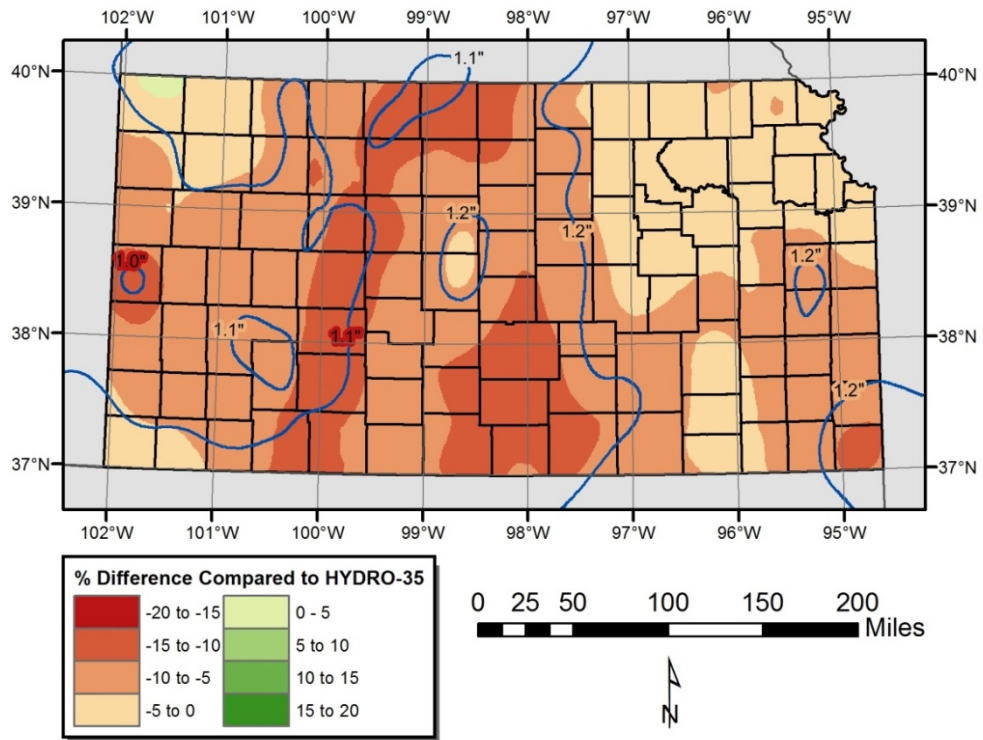 102°W 101°W 100°W 99°W 98°W 97°W 96°W 95°W
40°N 1.1" 40°N
39°N 1.2" 1.2" 39°N
1.0" 1.2"
38°N 1.1" 1.1" 38°N
1.2"
37°N 37°N
102°W 101°W 100°W 99°W 98°W 97°W 96°W 95°W
% Difference Compared to HYDRO-35
-20 to -15 0 - 5
-15 to -10 5 to 10
-10 to -5 10 to 15
-5 to 0 15 to 20
0 25 50 100 150 200
Miles
N